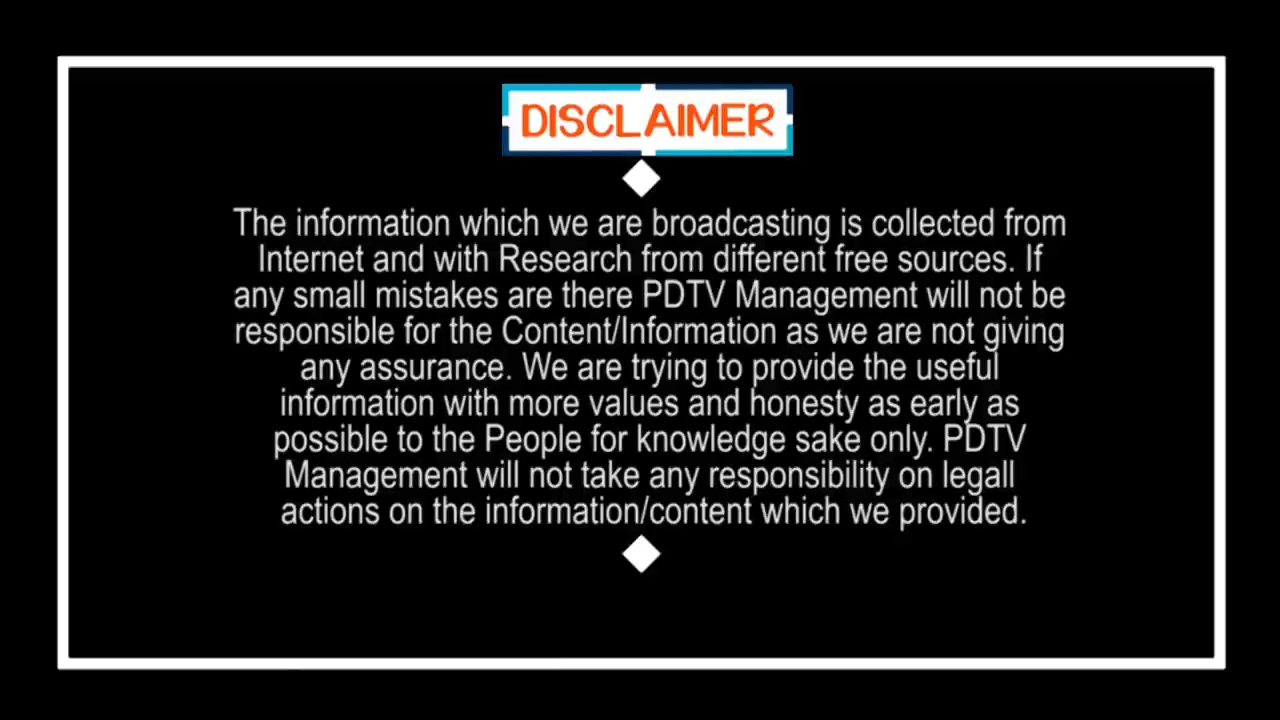 DISCLAIMER
The information which we are broadcasting is collected from
Internet and with Research from different free sources. If
any small mistakes are there PDTV Management will not be
responsible for the Content/Information as we are not giving
any assurance. We are trying to provide the useful
information with more values and honesty as early as
possible to the People for knowledge sake only. PDTV
Management will not take any responsibility on legall
actions on the information/content which we provided.